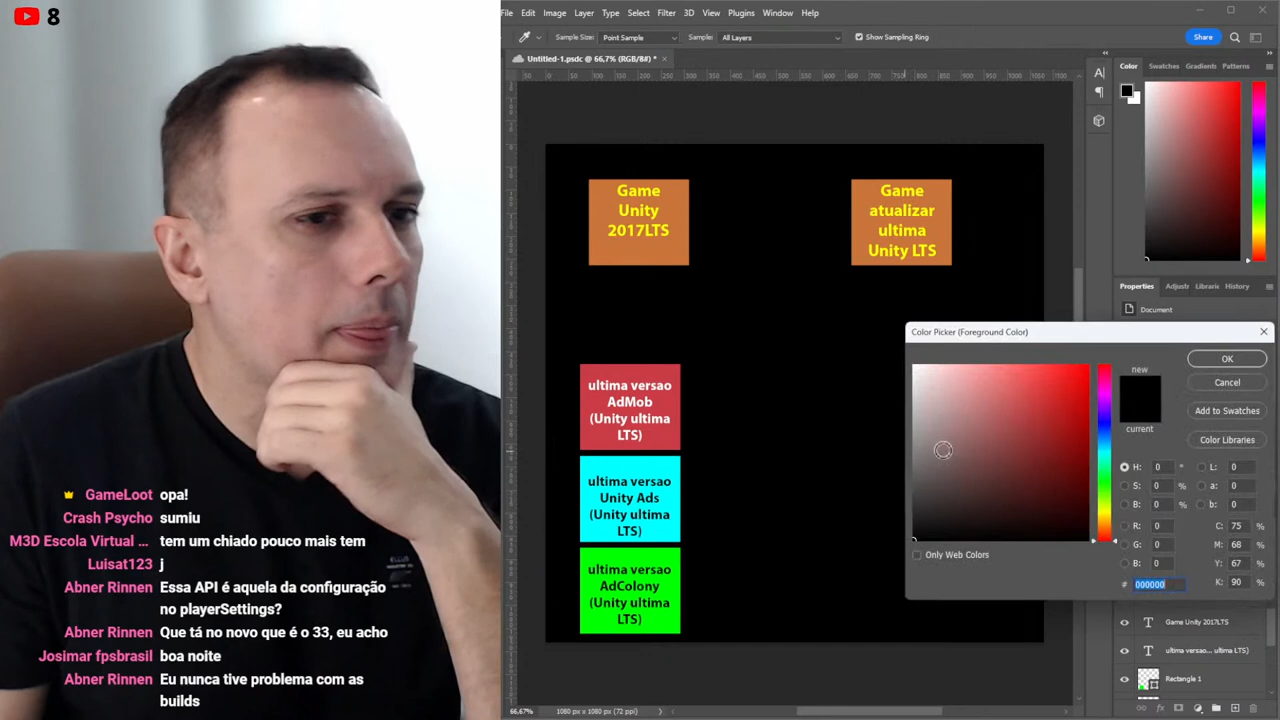 8
File Edit Image Layer Type Select Filter 3D View Plugins Window Help
Sample Size: Point Sample Sample: All Layers Show Sampling Ring Share
Untitled-1.psdc @ 66,7% (RGB/8#) * ×
Color Swatches Gradients Patterns
Game
Unity
2017LTS
Game
atualizar
ultima
Unity LTS
Properties Adjustm Libraries History
Document
ultima versao
AdMob
(Unity ultima
LTS)
ultima versao
Unity Ads
(Unity ultima
LTS)
ultima versao
AdColony
(Unity ultima
LTS)
Color Picker (Foreground Color)
new
current
OK
Cancel
Add to Swatches
Color Libraries
H: 0 ° L: 0
S: 0 % a: 0
B: 0 % b: 0
R: 0 C: 75 %
G: 0 M: 68 %
B: 0 Y: 67 %
# 000000 K: 90 %
Only Web Colors
Game Unity 2017LTS
ultima versao... ultima LTS)
Rectangle 1
66,67% 1080 px x 1080 px (72 ppi)
GameLoot opa!
Crash Psycho sumiu
M3D Escola Virtual ... tem um chiado pouco mais tem
Luisat123 j
Abner Rinnen Essa API é aquela da configuração
no playerSettings?
Abner Rinnen Que tá no novo que é o 33, eu acho
Josimar fpsbrasil boa noite
Abner Rinnen Eu nunca tive problema com as
builds